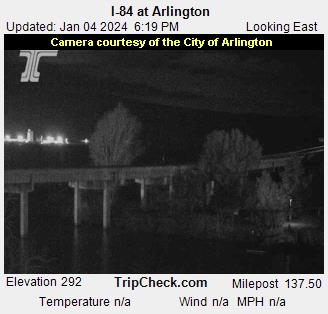 I-84 at Arlington
Updated: Jan 04 2024 6:19 PM Looking East
Camera courtesy of the City of Arlington
Elevation 292 TripCheck.com Milepost 137.50
Temperature n/a Wind n/a MPH n/a